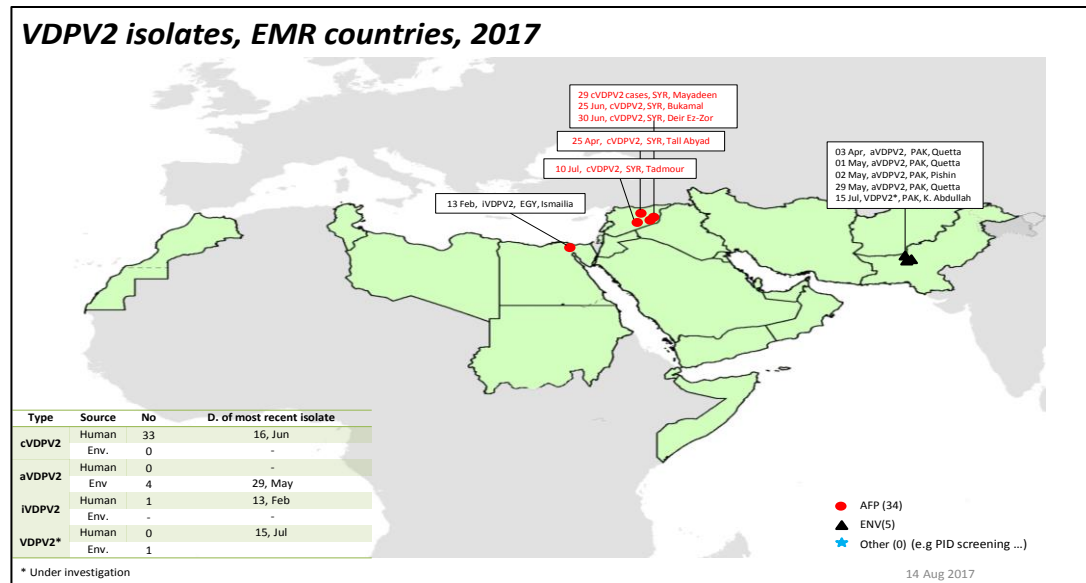 VDPV2 isolates, EMR countries, 2017
29 cVDPV2 cases, SYR, Mayadeen
25 Jun, cVDPV2, SYR, Bukamal
30 Jun, cVDPV2, SYR, Deir Ez-Zor
25 Apr, cVDPV2, SYR, Tall Abyad
10 Jul, cVDPV2, SYR, Tadmour
13 Feb, iVDPV2, EGY, Ismailia
03 Apr, aVDPV2, PAK, Quetta
01 May, aVDPV2, PAK, Quetta
02 May, aVDPV2, PAK, Pishin
29 May, aVDPV2, PAK, Quetta
15 Jul, VDPV2*, PAK, K. Abdullah
Type Source No D. of most recent isolate
cVDPV2 Human 33 16, Jun
Env. 0 -
aVDPV2 Human 0 -
Env 4 29, May
iVDPV2 Human 1 13, Feb
Env. - -
VDPV2* Human 0 15, Jul
Env. 1
* Under investigation
AFP (34)
ENV(5)
Other (0) (e.g PID screening ...)
14 Aug 2017